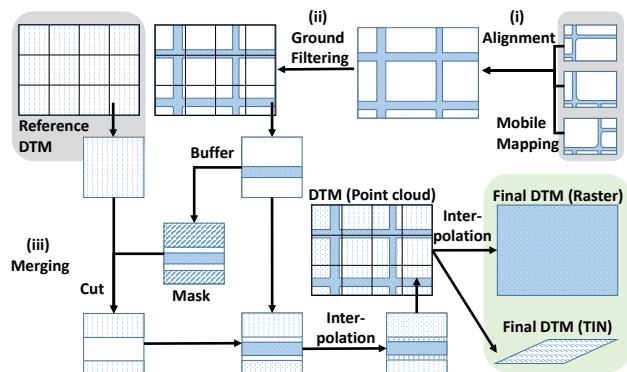 (ii)
Ground
Filtering
(i)
Alignment
Mobile
Mapping
Reference
DTM
Buffer
DTM (Point cloud)
Final DTM (Raster)
Inter-
polation
(iii)
Merging
Cut
Mask
Inter-
polation
Final DTM (TIN)